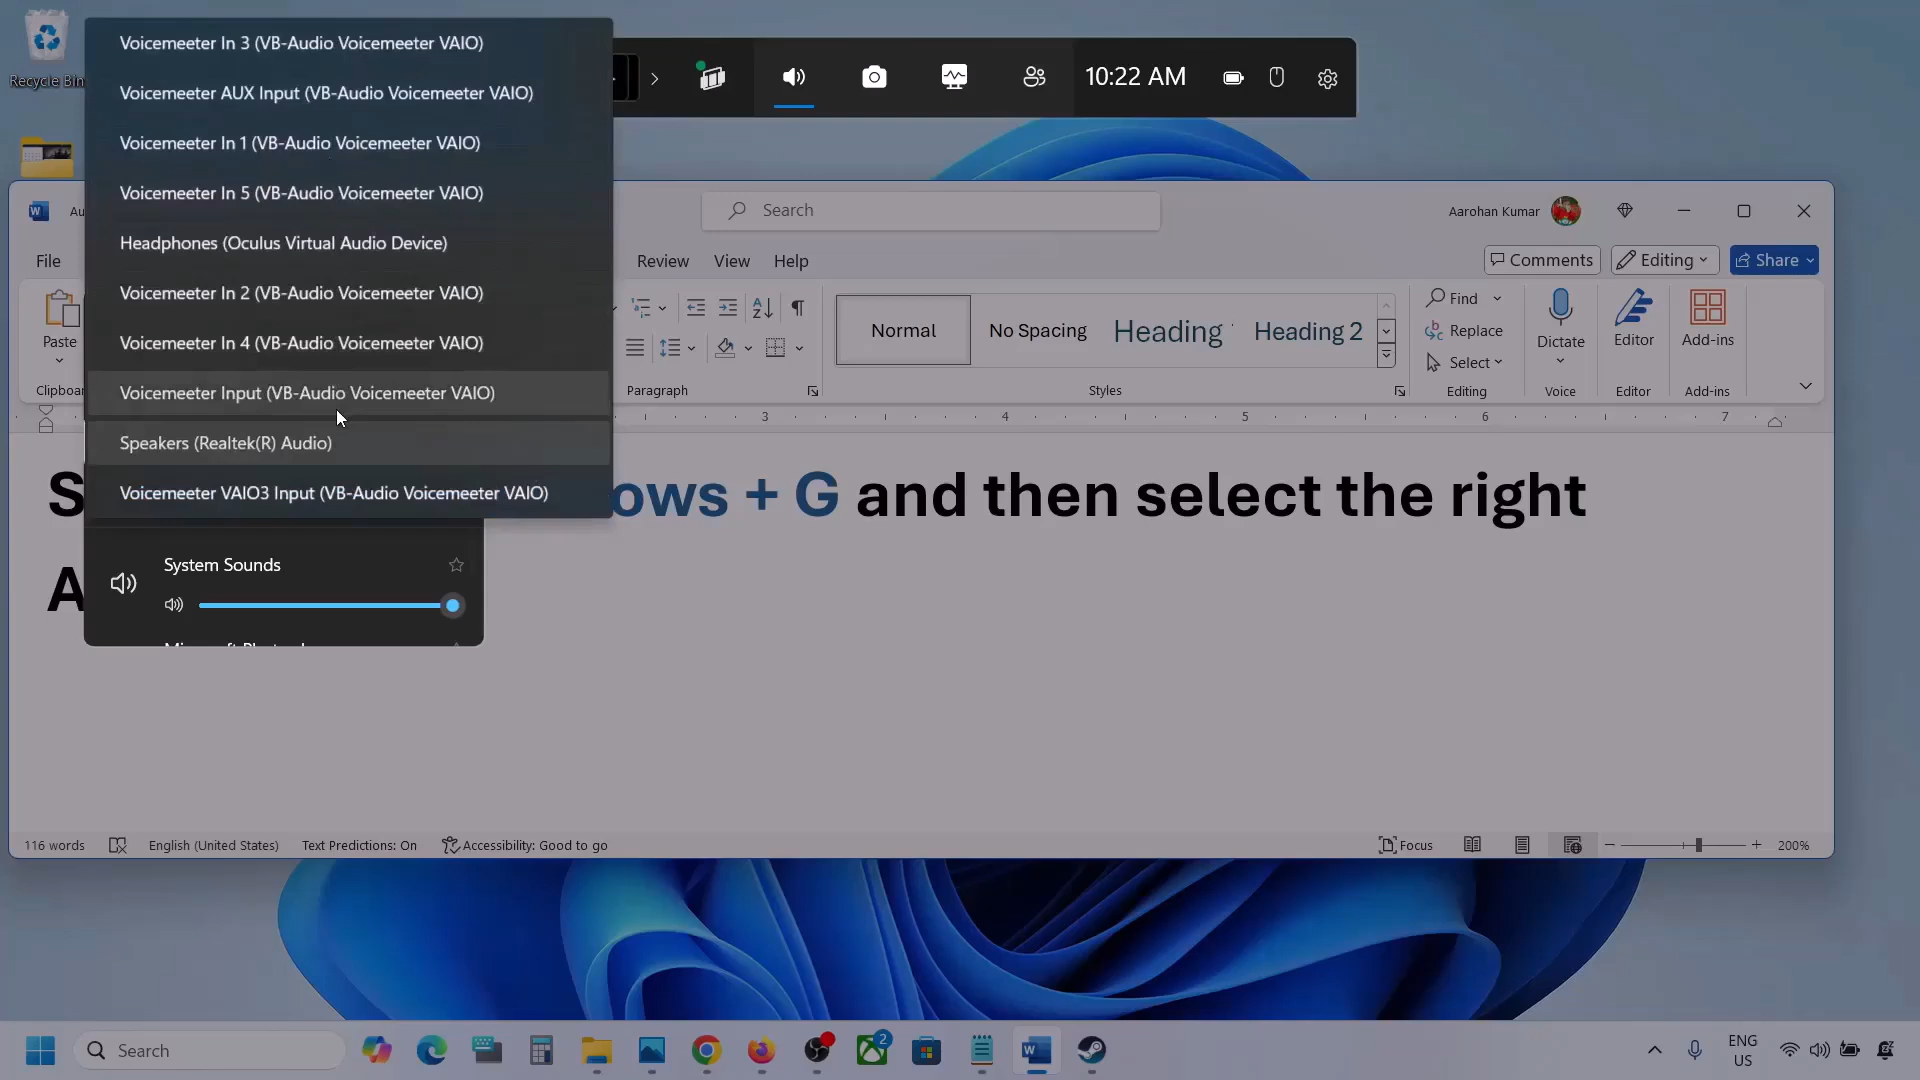 Recycle Bin
Voicemeeter In 3 (VB-Audio Voicemeeter VAIO)
Voicemeeter AUX Input (VB-Audio Voicemeeter VAIO)
Voicemeeter In 1 (VB-Audio Voicemeeter VAIO)
Voicemeeter In 5 (VB-Audio Voicemeeter VAIO)
Headphones (Oculus Virtual Audio Device)
Voicemeeter In 2 (VB-Audio Voicemeeter VAIO)
Voicemeeter In 4 (VB-Audio Voicemeeter VAIO)
Voicemeeter Input (VB-Audio Voicemeeter VAIO)
Speakers (Realtek(R) Audio)
Voicemeeter VAIO3 Input (VB-Audio Voicemeeter VAIO)
System Sounds
10:22 AM
Search
Aarohan Kumar
File
Review View Help
Comments Editing Share
Paste
Normal No Spacing Heading Heading 2
Find
Replace
Select
Dictate Editor Add-ins
Paragraph Styles Editing Voice Editor Add-ins
3 4 5 6 7
ows + G and then select the right
116 words English (United States) Text Predictions: On Accessibility: Good to go Focus 200%
Search
2
ENG
US